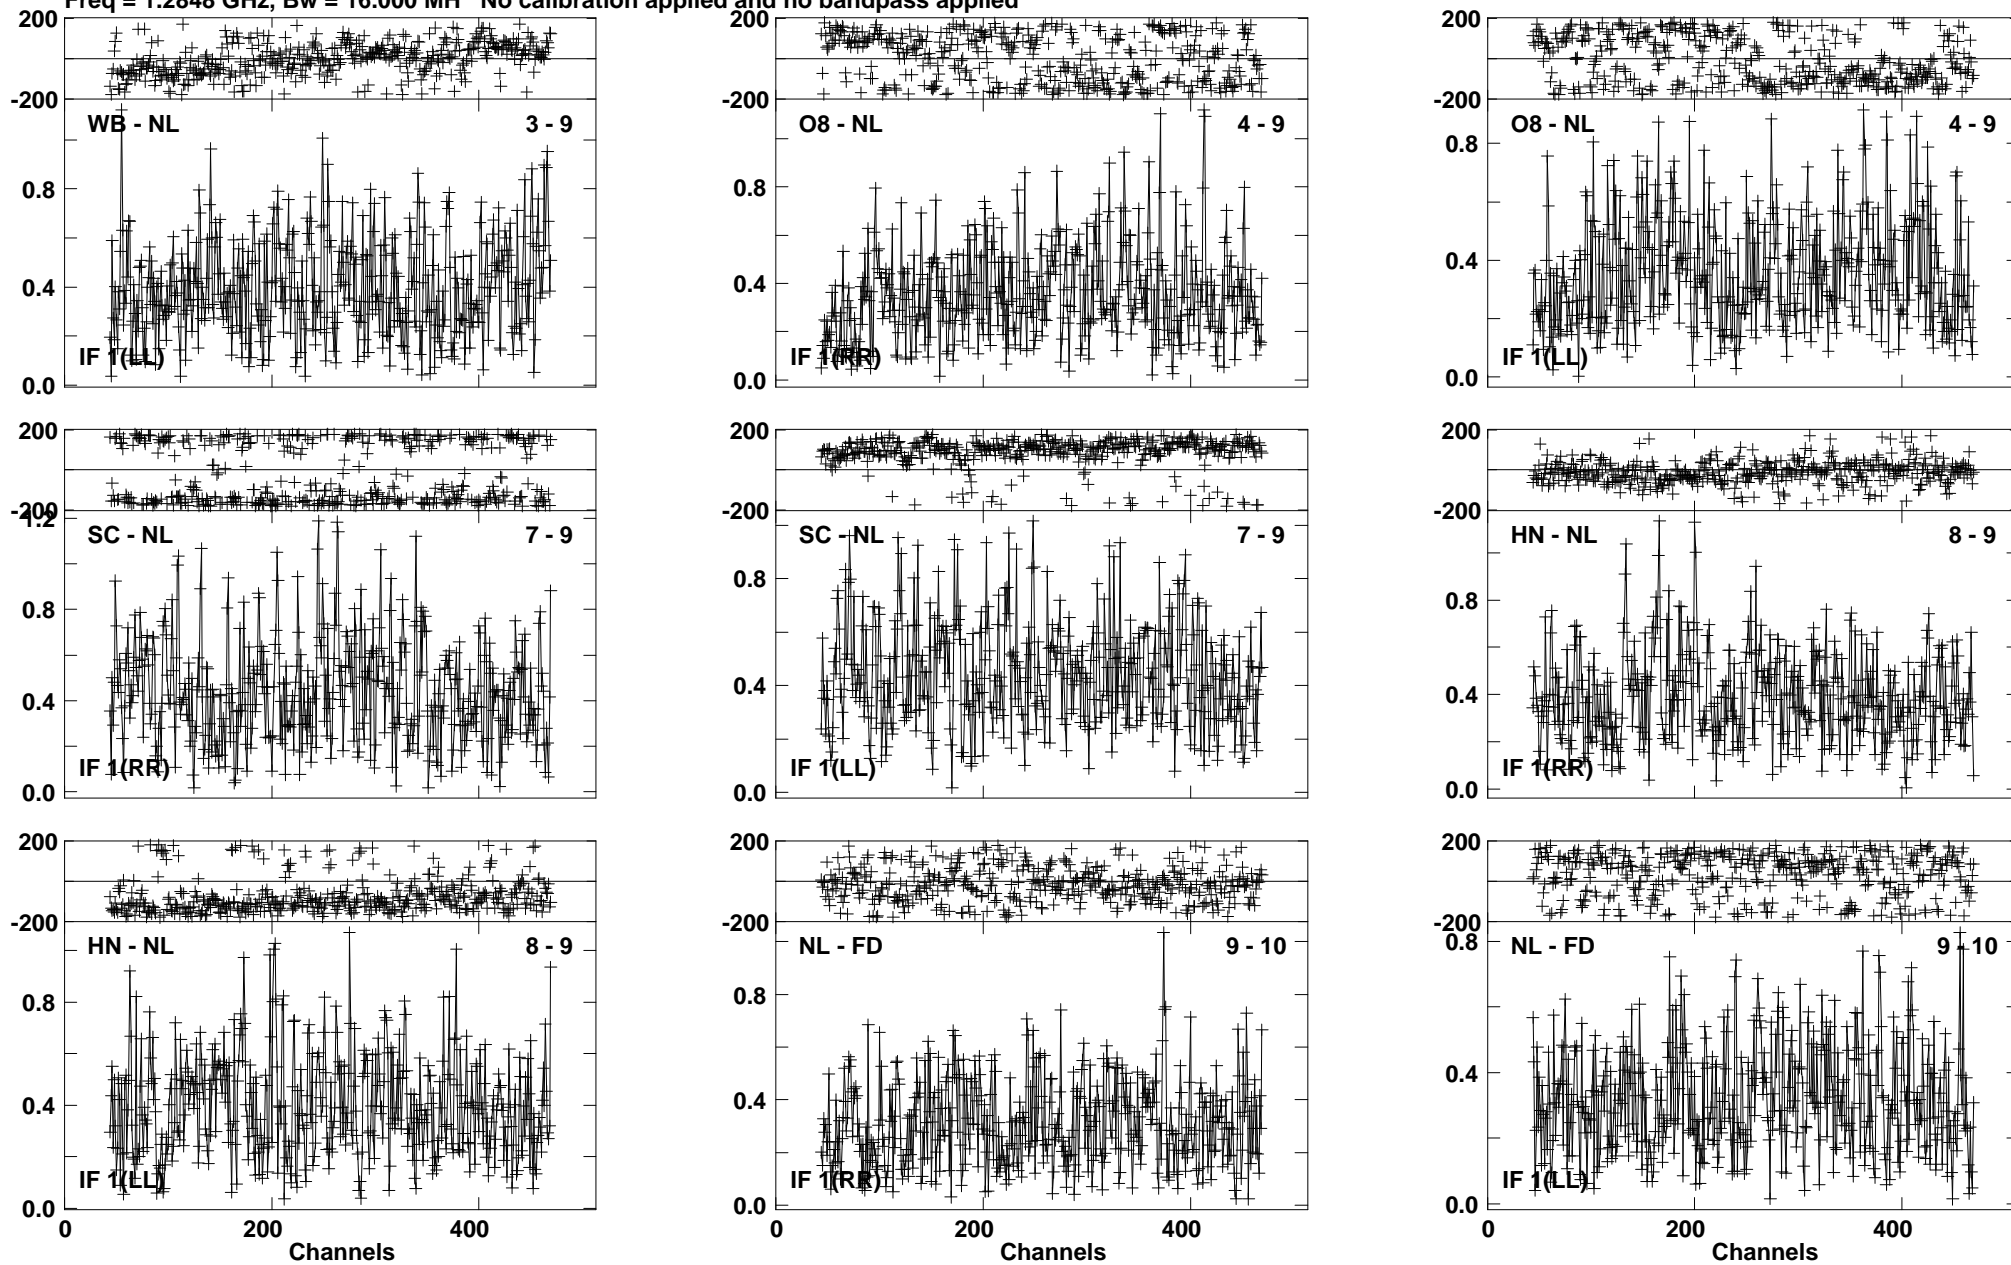 Freq = 1.2848 GHz, Bw = 16.000 MH No calibration applied and no bandpass applied
200 200 200
-200 -200 -200
WB - NL 3 - 9 O8 - NL 4 - 9 O8 - NL 4 - 9
0.8 0.8 0.8
0.4 0.4 0.4
IF 1(LL) IF 1(RR) IF 1(LL)
0.0 0.0 0.0
200 200 200
-200 -200 -200
1.2
SC - NL 7 - 9 SC - NL 7 - 9 HN - NL 8 - 9
0.8 0.8 0.8
0.4 0.4 0.4
IF 1(RR) IF 1(LL) IF 1(RR)
0.0 0.0 0.0
200 200 200
-200 -200 -200
HN - NL 8 - 9 NL - FD 9 - 10 NL - FD 9 - 10
0.8 0.8 0.8
0.4 0.4 0.4
IF 1(LL) IF 1(RR) IF 1(LL)
0.0 0.0 0.0
0 200 400 0 200 400 0 200 400
Channels Channels Channels